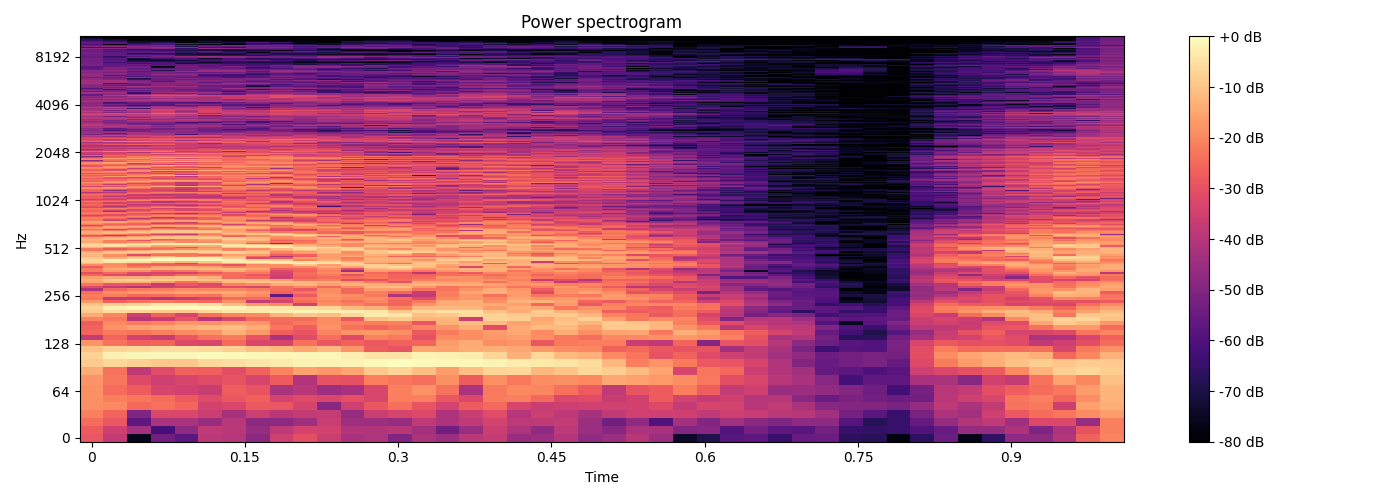 Power spectrogram
Hz
8192
4096
2048
1024
512
256
128
64
0
0 0.15 0.3 0.45 0.6 0.75 0.9
Time
+0 dB
-10 dB
-20 dB
-30 dB
-40 dB
-50 dB
-60 dB
-70 dB
-80 dB